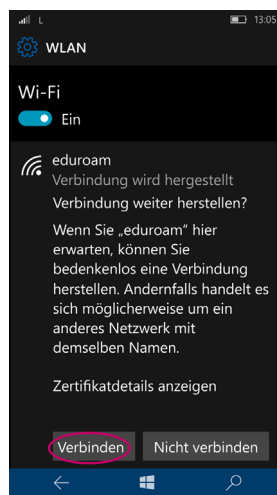 L 13:05
WLAN
Wi-Fi
Ein
eduroam
Verbindung wird hergestellt
Verbindung weiter herstellen?
Wenn Sie „eduroam" hier
erwarten, können Sie
bedenkenlos eine Verbindung
herstellen. Andernfalls handelt es
sich möglicherweise um ein
anderes Netzwerk mit
demselben Namen.
Zertifikatdetails anzeigen
Verbinden Nicht verbinden